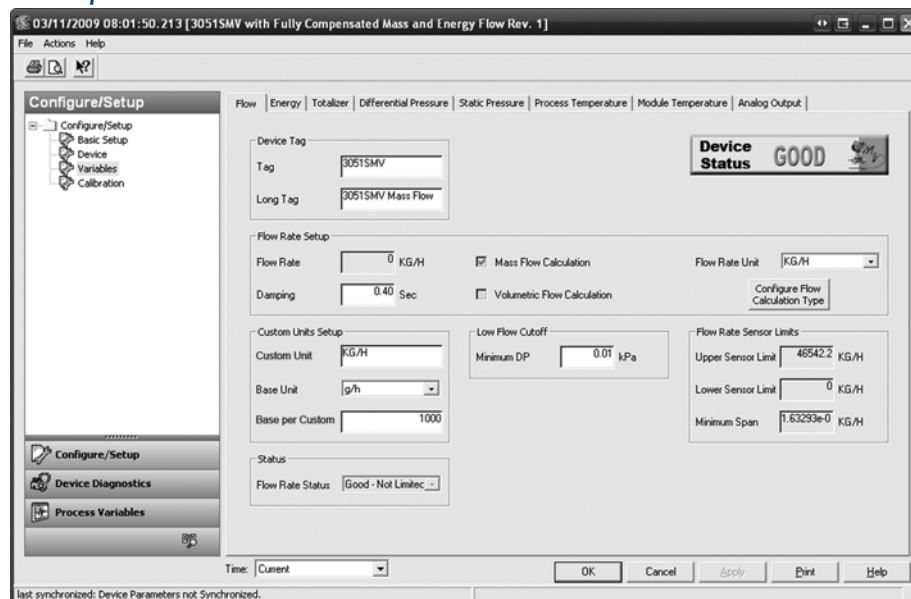 03/11/2009 08:01:50.213 [3051SMV with Fully Compensated Mass and Energy Flow Rev. 1]
File Actions Help
Configure/Setup
Configure/Setup
Basic Setup
Device
Variables
Calibration
Configure/Setup
Device Diagnostics
Process Variables
Flow Energy Totalizer Differential Pressure Static Pressure Process Temperature Module Temperature Analog Output
Device Tag
Tag 3051SMV
Long Tag 3051SMV Mass Flow
Device Status GOOD
Flow Rate Setup
Flow Rate 0 KG/H Mass Flow Calculation Flow Rate Unit KG/H
Damping 0.40 Sec Volumetric Flow Calculation Configure Flow Calculation Type
Custom Units Setup
Custom Unit KG/H
Base Unit g/h
Base per Custom 1000
Low Flow Cutoff
Minimum DP 0.01 kPa
Flow Rate Sensor Limits
Upper Sensor Limit 46542.2 KG/H
Lower Sensor Limit 0 KG/H
Minimum Span 1.63293e-0 KG/H
Status
Flow Rate Status Good - Not Limitec
Time: Current
OK Cancel Apply Print Help
last synchronized: Device Parameters not Synchronized.